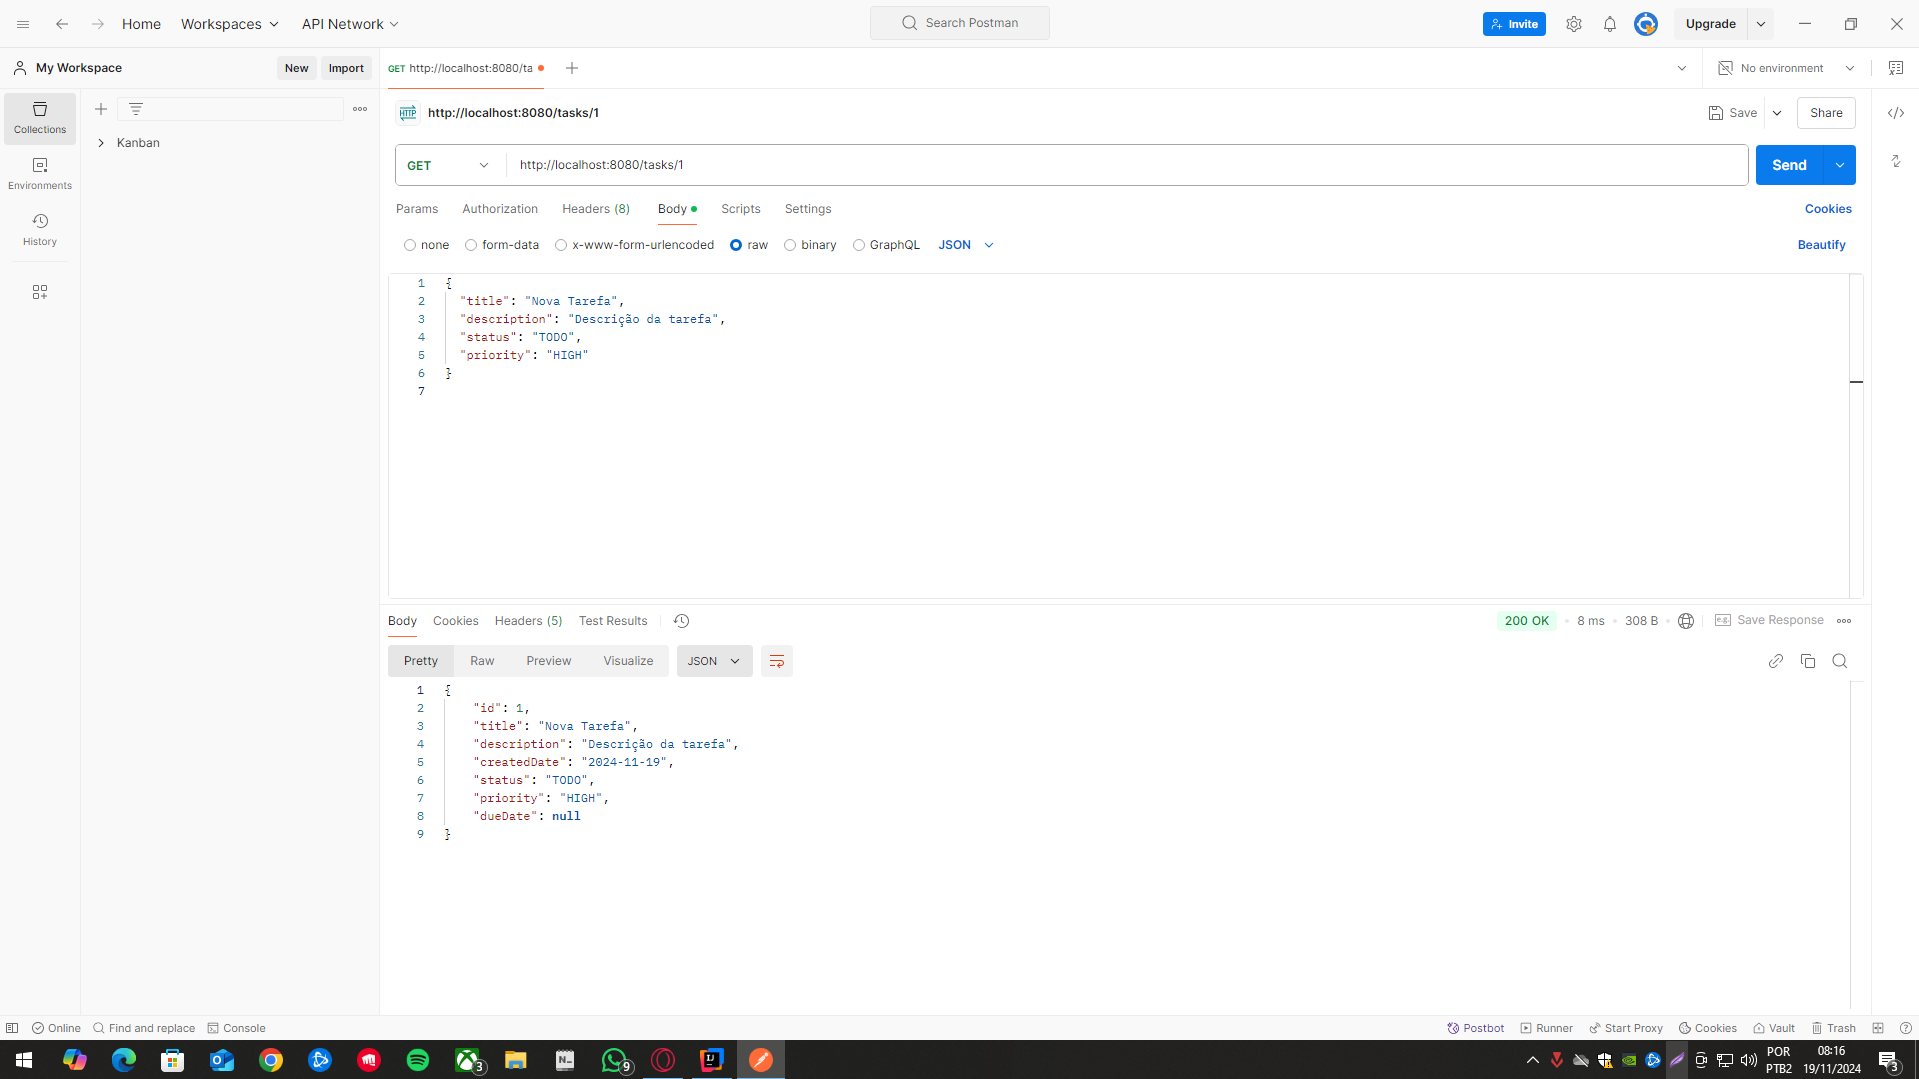 Home Workspaces API Network Search Postman Invite Upgrade
My Workspace New Import GET http://localhost:8080/ta No environment
Collections
Environments
History
Kanban
HTTP http://localhost:8080/tasks/1 Save Share
GET http://localhost:8080/tasks/1 Send
Params Authorization Headers (8) Body Scripts Settings Cookies
none form-data x-www-form-urlencoded raw binary GraphQL JSON Beautify
1 {
2 "title": "Nova Tarefa",
3 "description": "Descrição da tarefa",
4 "status": "TODO",
5 "priority": "HIGH"
6 }
7
Body Cookies Headers (5) Test Results 200 OK 8 ms 308 B e.g. Save Response
Pretty Raw Preview Visualize JSON
1 {
2 "id": 1,
3 "title": "Nova Tarefa",
4 "description": "Descrição da tarefa",
5 "createdDate": "2024-11-19",
6 "status": "TODO",
7 "priority": "HIGH",
8 "dueDate": null
9 }
Online Find and replace Console Postbot Runner Start Proxy Cookies Vault Trash
3 N_ 9 IJ POR 08:16 3
PTB2 19/11/2024